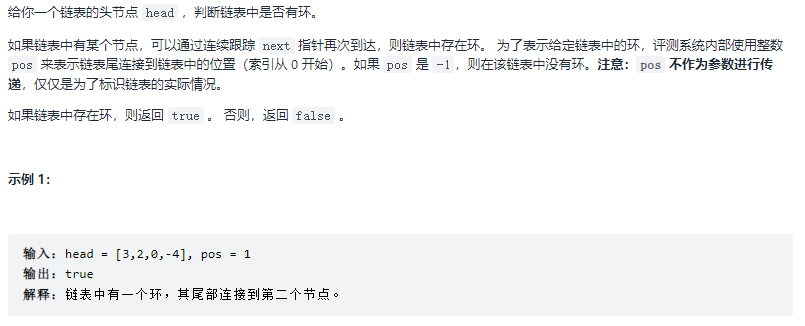 给你一个链表的头节点 head ，判断链表中是否有环。
如果链表中有某个节点，可以通过连续跟踪 next 指针再次到达，则链表中存在环。 为了表示给定链表中的环，评测系统内部使用整数
pos 来表示链表尾连接到链表中的位置（索引从 0 开始）。如果 pos 是 -1，则在该链表中没有环。注意：pos 不作为参数进行传
递，仅仅是为了标识链表的实际情况。
如果链表中存在环，则返回 true 。 否则，返回 false 。
示例 1：
输入：head = [3,2,0,-4], pos = 1
输出：true
解释：链表中有一个环，其尾部连接到第二个节点。